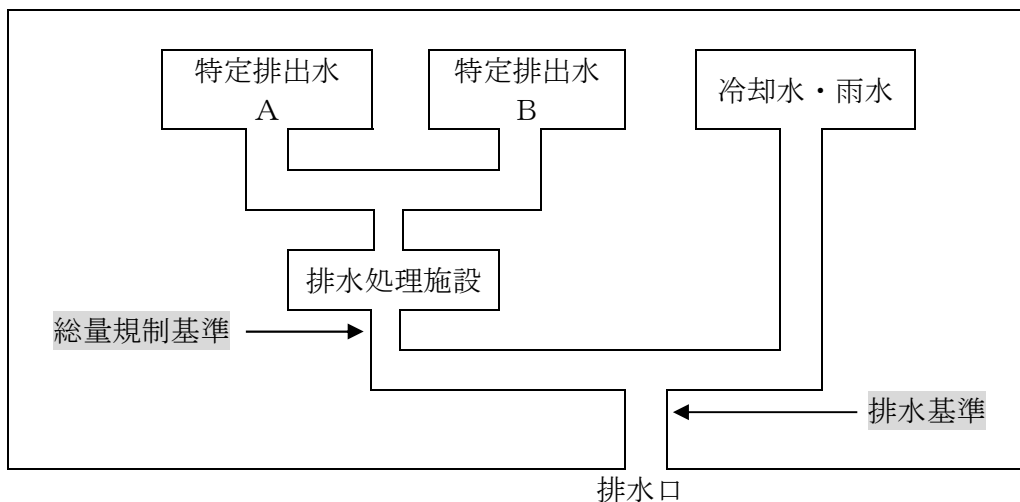 特定排出水
A
特定排出水
B
冷却水・雨水
排水処理施設
総量規制基準
排水基準
排水口